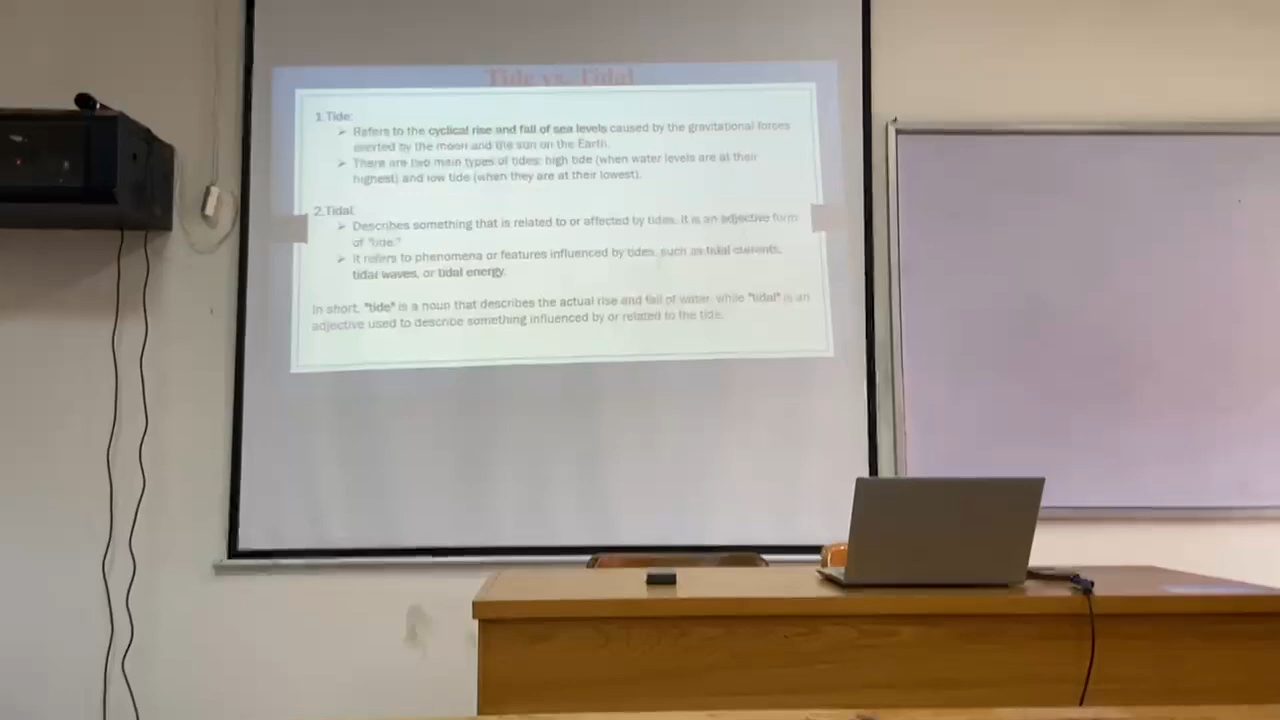 Tide vs. Tidal
1.Tide:
➢ Refers to the cyclical rise and fall of sea levels caused by the gravitational forces
exerted by the moon and the sun on the Earth.
➢ There are two main types of tides: high tide (when water levels are at their
highest) and low tide (when they are at their lowest).
2.Tidal:
➢ Describes something that is related to or affected by tides. It is an adjective form
of "tide."
➢ It refers to phenomena or features influenced by tides, such as tidal currents,
tidal waves, or tidal energy.
In short, "tide" is a noun that describes the actual rise and fall of water, while "tidal" is an
adjective used to describe something influenced by or related to the tide.